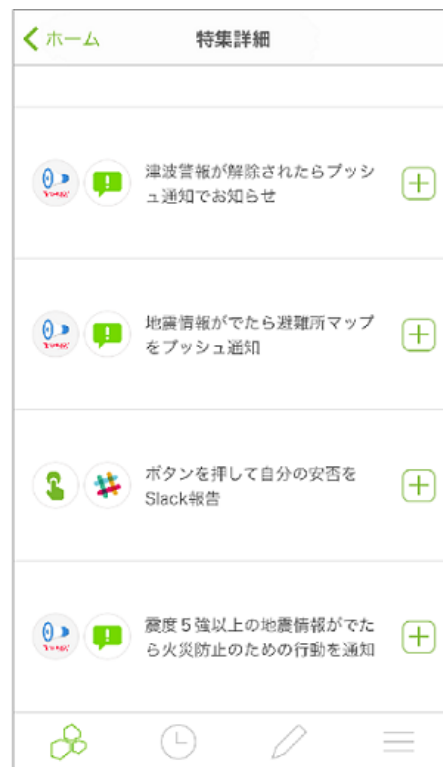 ホーム
特集詳細
津波警報が解除されたらプッシ
ュ通知でお知らせ
地震情報がでたら避難所マップ
をプッシュ通知
ボタンを押して自分の安否を
Slack報告
震度5強以上の地震情報がでた
ら火災防止のための行動を通知